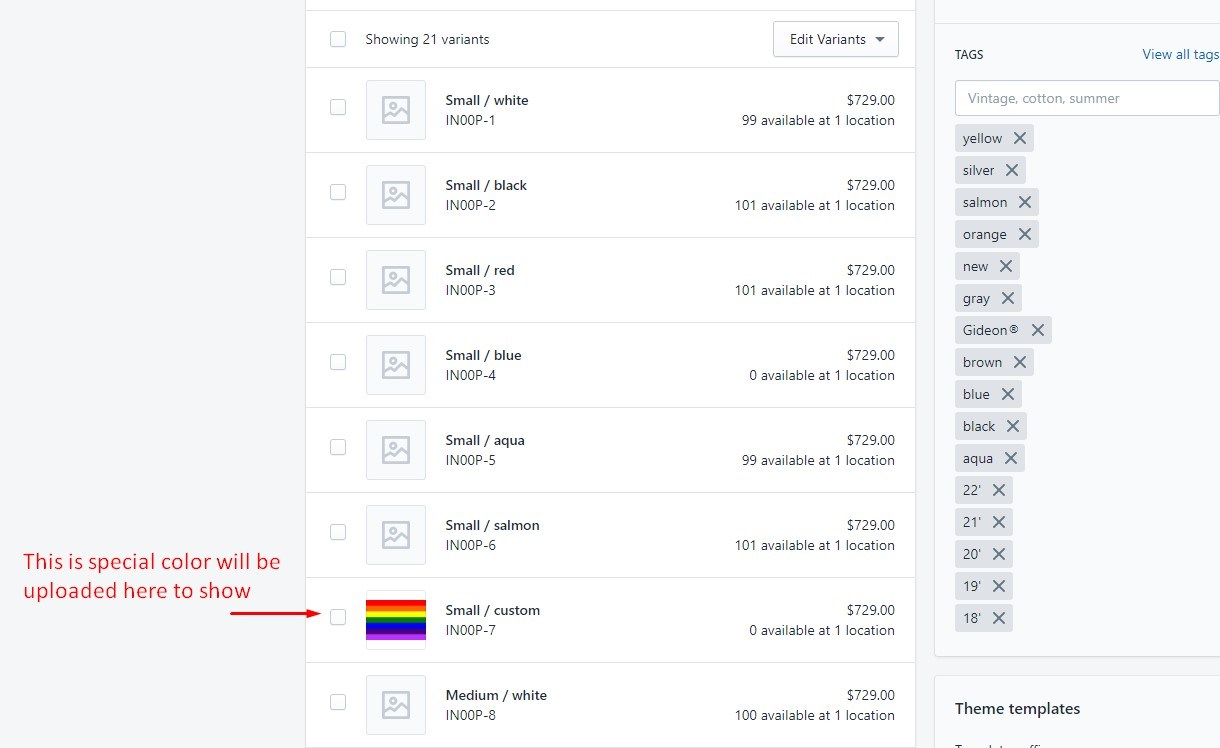 Showing 21 variants
Edit Variants
Small / white
IN00P-1
$729.00
99 available at 1 location
Small / black
IN00P-2
$729.00
101 available at 1 location
Small / red
IN00P-3
$729.00
101 available at 1 location
Small / blue
IN00P-4
$729.00
0 available at 1 location
Small / aqua
IN00P-5
$729.00
99 available at 1 location
Small / salmon
IN00P-6
$729.00
101 available at 1 location
This is special color will be
uploaded here to show
Small / custom
IN00P-7
$729.00
0 available at 1 location
Medium / white
IN00P-8
$729.00
100 available at 1 location
TAGS
View all tags
Vintage, cotton, summer
yellow
silver
salmon
orange
new
gray
Gideon®
brown
blue
black
aqua
22'
21'
20'
19'
18'
Theme templates